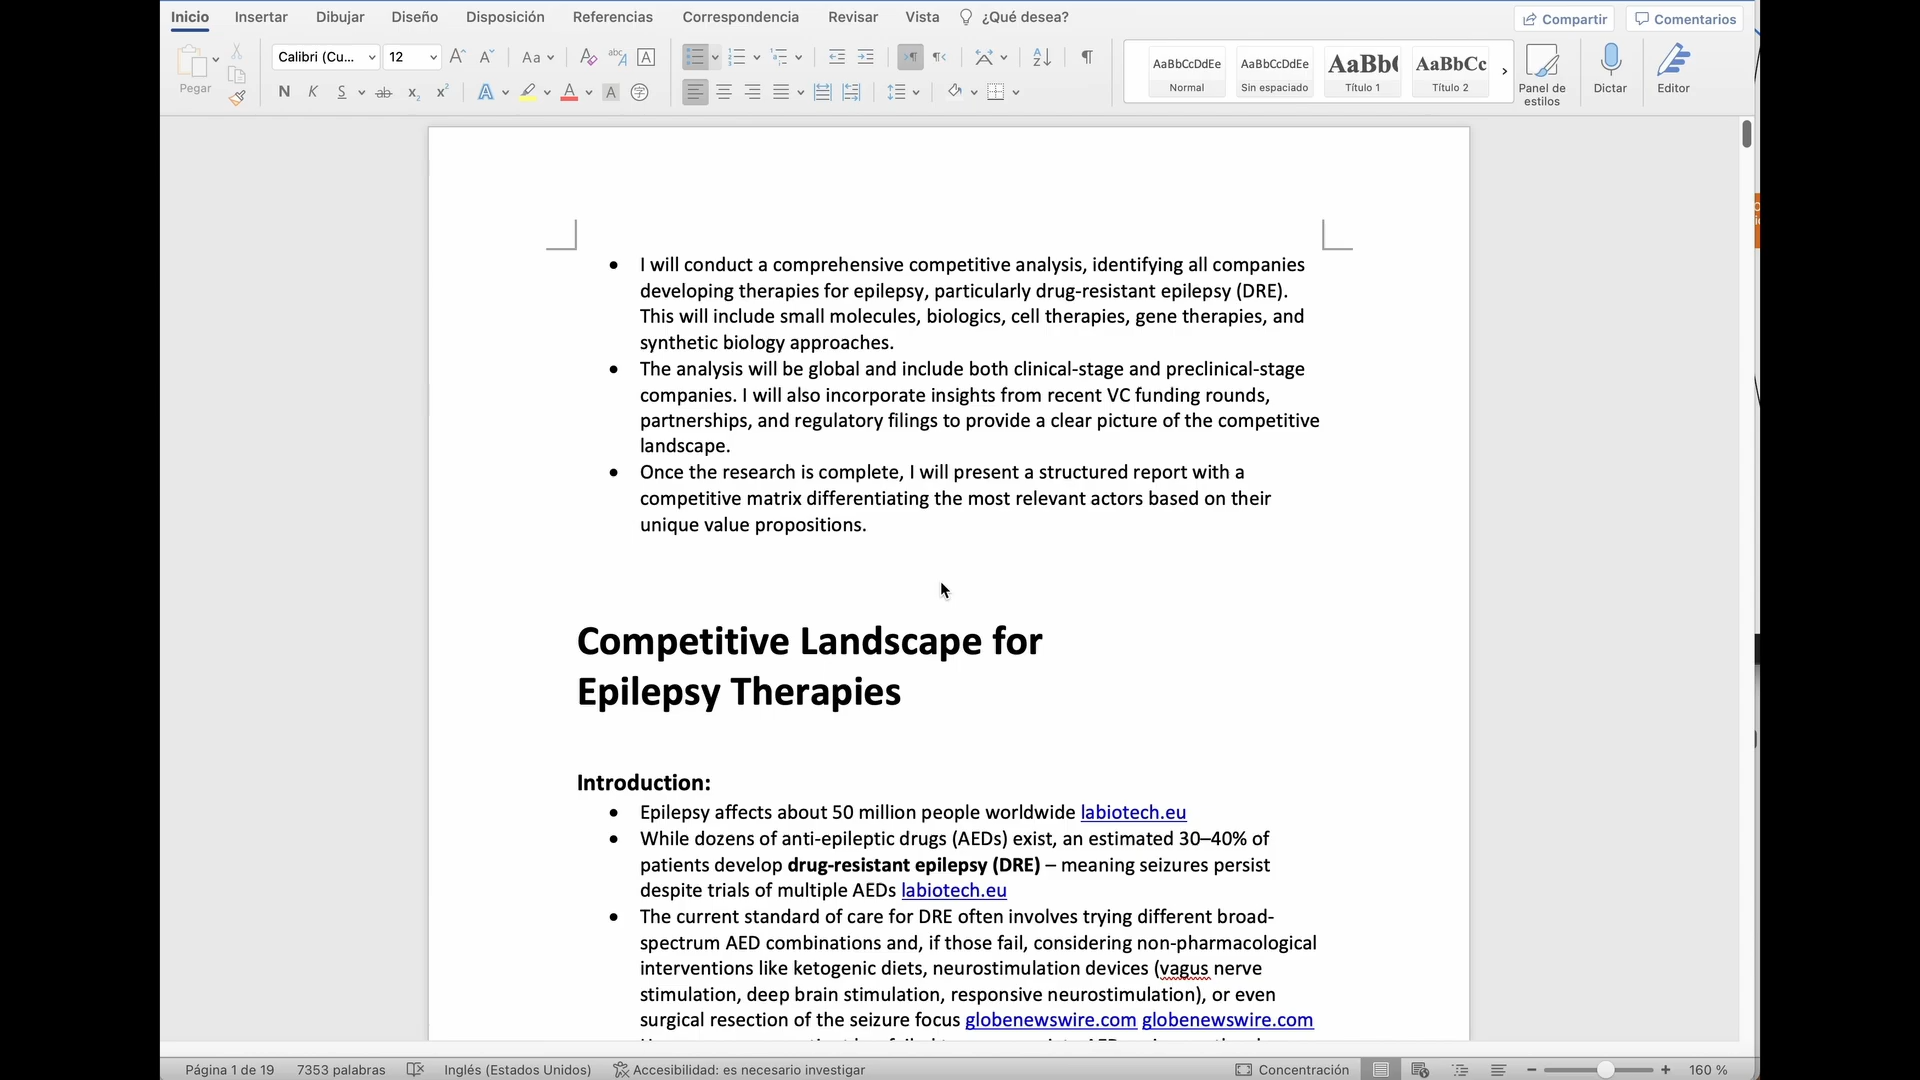 Inicio Insertar Dibujar Diseño Disposición Referencias Correspondencia Revisar Vista ¿Qué desea? Compartir Comentarios
Pegar
Calibri (Cu... 12
AaBbCcDdEe AaBbCcDdEe AaBbC AaBbCc
Normal Sin espaciado Título 1 Título 2
Panel de
estilos
Dictar Editor
N K S ab x₂ x²
• I will conduct a comprehensive competitive analysis, identifying all companies
developing therapies for epilepsy, particularly drug-resistant epilepsy (DRE).
This will include small molecules, biologics, cell therapies, gene therapies, and
synthetic biology approaches.
• The analysis will be global and include both clinical-stage and preclinical-stage
companies. I will also incorporate insights from recent VC funding rounds,
partnerships, and regulatory filings to provide a clear picture of the competitive
landscape.
• Once the research is complete, I will present a structured report with a
competitive matrix differentiating the most relevant actors based on their
unique value propositions.
Competitive Landscape for
Epilepsy Therapies
Introduction:
• Epilepsy affects about 50 million people worldwide labiotech.eu
• While dozens of anti-epileptic drugs (AEDs) exist, an estimated 30–40% of
patients develop drug-resistant epilepsy (DRE) – meaning seizures persist
despite trials of multiple AEDs labiotech.eu
• The current standard of care for DRE often involves trying different broad-
spectrum AED combinations and, if those fail, considering non-pharmacological
interventions like ketogenic diets, neurostimulation devices (vagus nerve
stimulation, deep brain stimulation, responsive neurostimulation), or even
surgical resection of the seizure focus globenewswire.com globenewswire.com
Página 1 de 19 7353 palabras Inglés (Estados Unidos) Accesibilidad: es necesario investigar Concentración 160 %